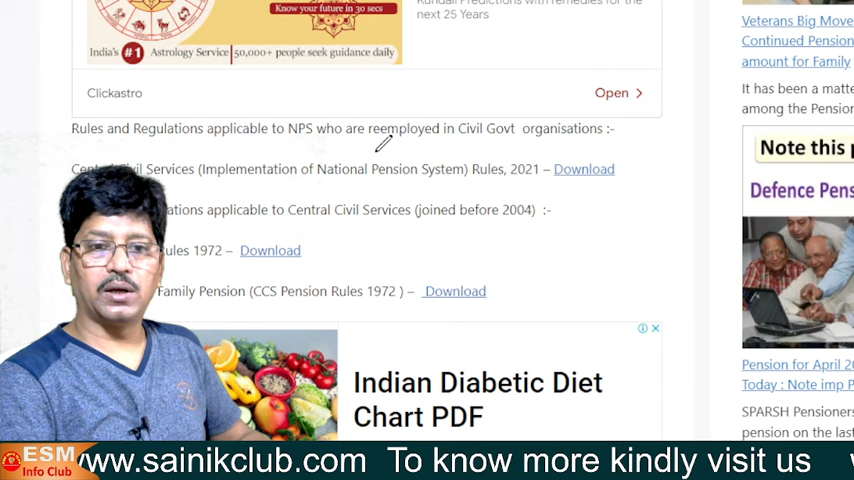 Know your future in 30 secs
India's #1 Astrology Service 50,000+ people seek guidance daily
Kundali Predictions with remedies for the
next 25 Years
Clickastro
Open
Rules and Regulations applicable to NPS who are reemployed in Civil Govt organisations :-
Central Civil Services (Implementation of National Pension System) Rules, 2021 – Download
ations applicable to Central Civil Services (joined before 2004) :-
ules 1972 – Download
Family Pension (CCS Pension Rules 1972 ) – Download
Indian Diabetic Diet
Chart PDF
Veterans Big Move
Continued Pension
amount for Family
It has been a matte
among the Pension
Note this p
Defence Pens
Pension for April 20
Today : Note imp P
SPARSH Pensioners
pension on the last
ESM
Info Club
www.sainikclub.com To know more kindly visit us